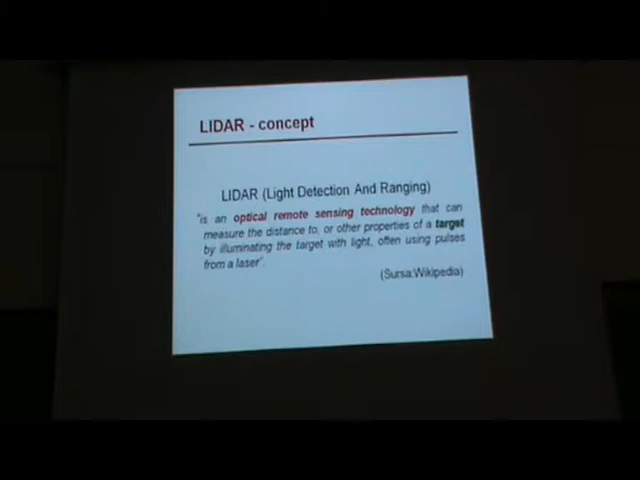 LIDAR - concept
LIDAR (Light Detection And Ranging)
"is an optical remote sensing technology that can
measure the distance to, or other properties of a target
by illuminating the target with light, often using pulses
from a laser".
(Sursa:Wikipedia)